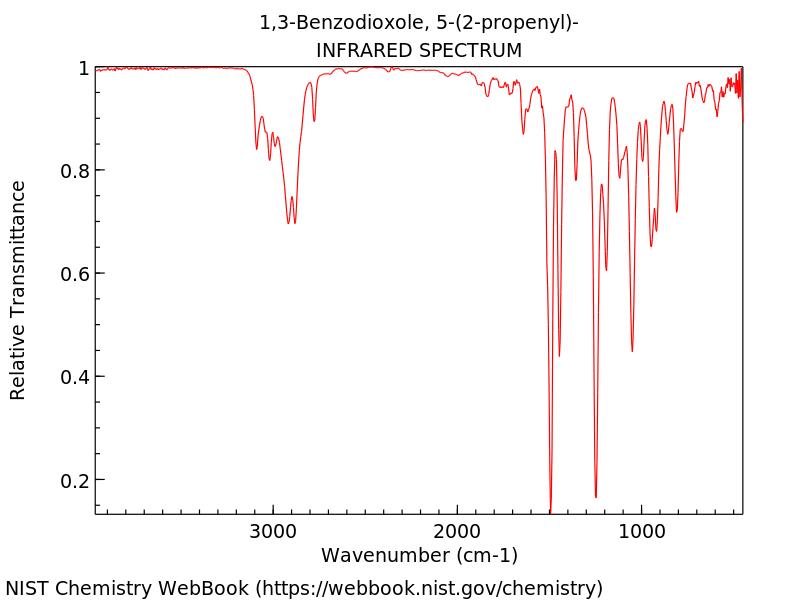 1,3-Benzodioxole, 5-(2-propenyl)-
INFRARED SPECTRUM
1
0.8
0.6
0.4
0.2
Relative Transmittance
3000 2000 1000
Wavenumber (cm-1)
NIST Chemistry WebBook (https://webbook.nist.gov/chemistry)